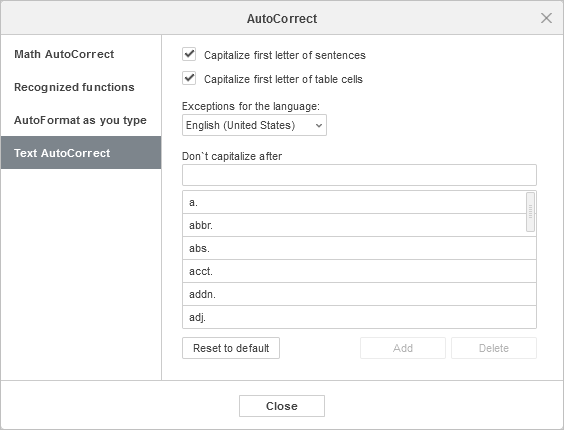 AutoCorrect
Math AutoCorrect
Recognized functions
AutoFormat as you type
Text AutoCorrect
Capitalize first letter of sentences
Capitalize first letter of table cells
Exceptions for the language:
English (United States)
Don`t capitalize after
a.
abbr.
abs.
acct.
addn.
adj.
Reset to default
Add
Delete
Close